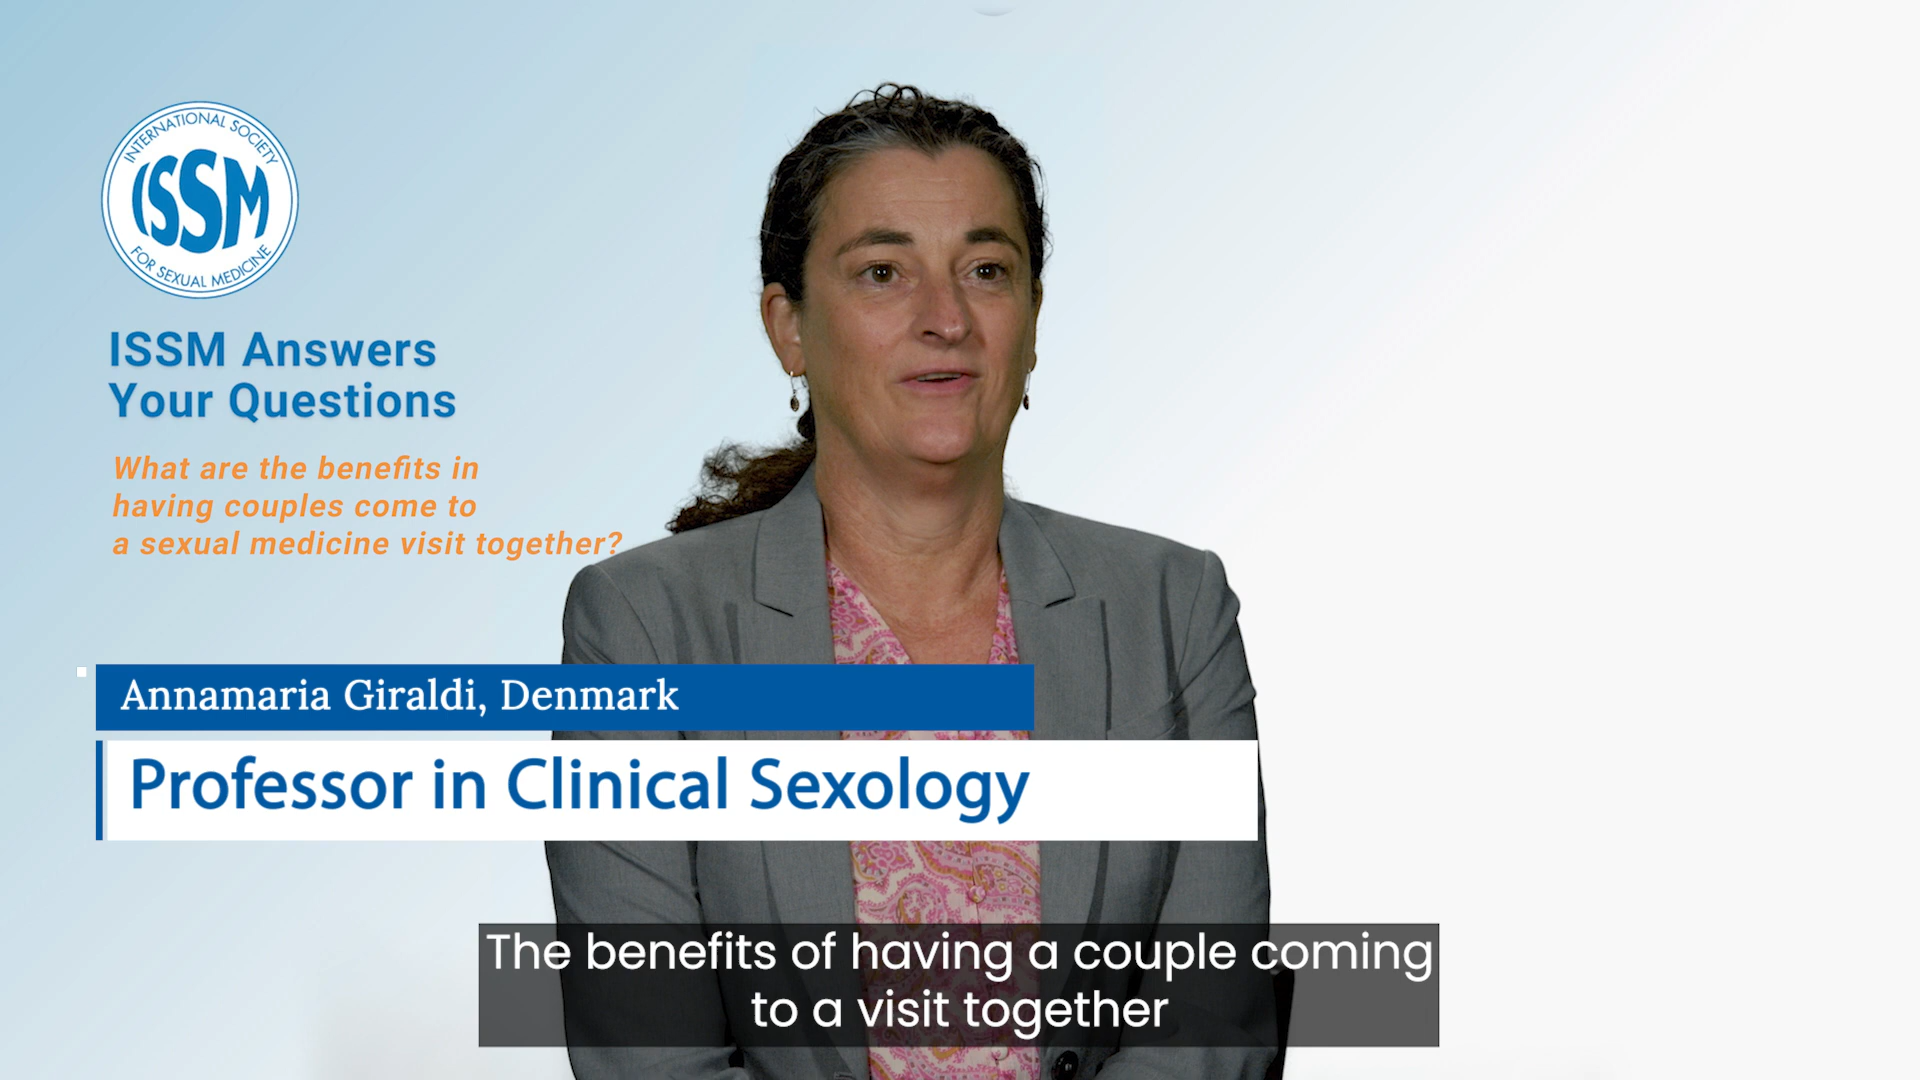 INTERNATIONAL SOCIETY
ISSM
FOR SEXUAL MEDICINE
ISSM Answers
Your Questions
What are the benefits in
having couples come to
a sexual medicine visit together?
Annamaria Giraldi, Denmark
Professor in Clinical Sexology
The benefits of having a couple coming
to a visit together